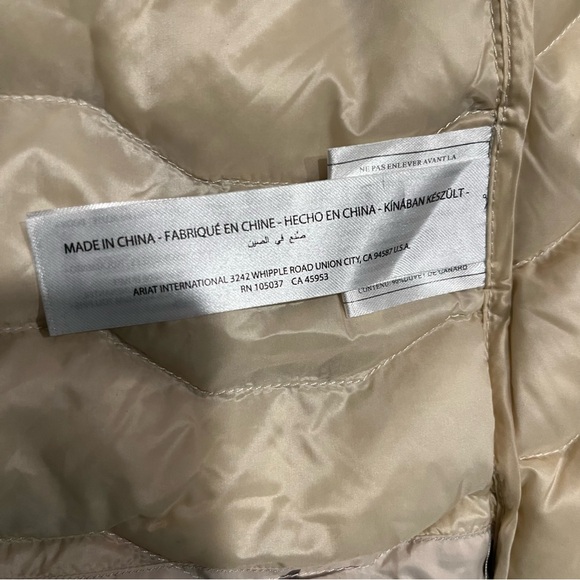 MADE IN CHINA - FABRIQUÉ EN CHINE - HECHO EN CHINA - KÍNÁBAN KÉSZÜLT -
صنع في الصين
ARIAT INTERNATIONAL 3242 WHIPPLE ROAD UNION CITY, CA 94587 U.S.A.
RN 105037 CA 45953
NE PAS ENLEVER AVANT LA